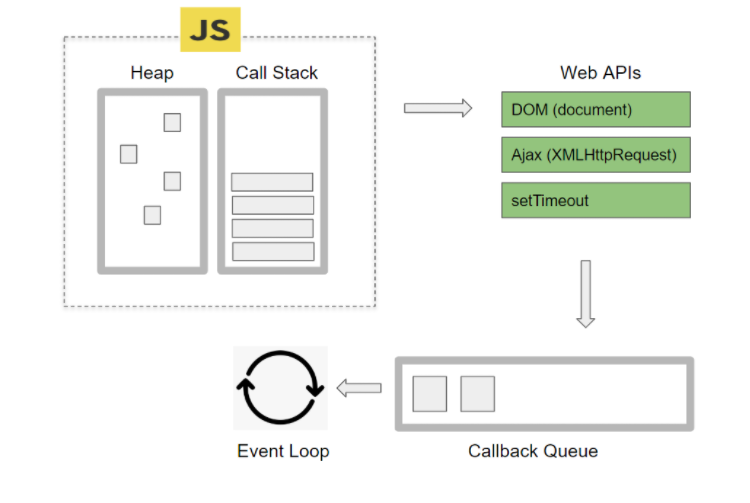 JS
Heap
Call Stack
Web APIs
DOM (document)
Ajax (XMLHttpRequest)
setTimeout
Event Loop
Callback Queue